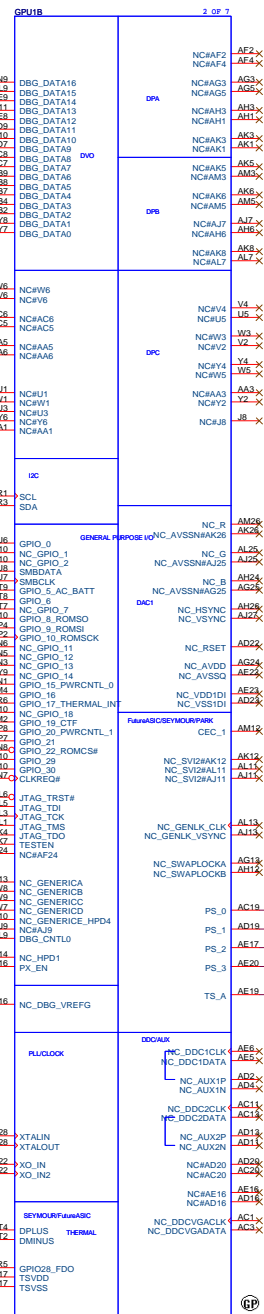 GPU1B 2 OF 7
NC#AF2 AF2
NC#AF4 AF4
DBG_DATA16 NC#AG3 AG3
DBG_DATA15 NC#AG5 AG5
DBG_DATA14 DPA
DBG_DATA13 NC#AH3 AH3
DBG_DATA12 NC#AH1 AH1
DBG_DATA11
DBG_DATA10 NC#AK3 AK3
DBG_DATA9 NC#AK1 AK1
DBG_DATA8 DVO
DBG_DATA7 NC#AK5 AK5
DBG_DATA6 NC#AM3 AM3
DBG_DATA5
DBG_DATA4 NC#AK6 AK6
DBG_DATA3 DPB NC#AM5 AM5
DBG_DATA2
DBG_DATA1 NC#AJ7 AJ7
DBG_DATA0 NC#AH6 AH6
NC#AK8 AK8
NC#AL7 AL7
NC#W6
NC#V6
NC#V4 V4
NC#AC6 NC#U5 U5
NC#AC5
NC#W3 W3
NC#AA5 NC#V2 V2
NC#AA6 DPC
NC#Y4 Y4
NC#W5 W5
NC#U1 NC#AA3 AA3
NC#W1 NC#Y2 Y2
NC#U3
NC#Y6 NC#J8 J8
NC#AA1
I2C
SCL
SDA
NC_R AM26
GENERAL PURPOSE I/O NC_AVSSN#AK26 AK26
GPIO_0
NC_GPIO_1 NC_G AL25
NC_GPIO_2 NC_AVSSN#AJ25 AJ25
SMBDATA
SMBCLK NC_B AH24
GPIO_5_AC_BATT NC_AVSSN#AG25 AG25
GPIO_6 DAC1
NC_GPIO_7 NC_HSYNC AH26
GPIO_8_ROMSO NC_VSYNC AJ27
GPIO_9_ROMSI
GPIO_10_ROMSCK
NC_GPIO_11 NC_RSET AD22
NC_GPIO_12
NC_GPIO_13 NC_AVDD AG24
NC_GPIO_14 NC_AVSSQ AE22
GPIO_15_PWRCNTL_0
GPIO_16 NC_VDD1DI AE23
GPIO_17_THERMAL_INT NC_VSS1DI AD23
NC_GPIO_18
GPIO_19_CTF FutureASIC/SEYMOUR/PARK
GPIO_20_PWRCNTL_1 CEC_1 AM12
GPIO_21
GPIO_22_ROMCS#
GPIO_29 NC_SVI2#AK12 AK12
GPIO_30 NC_SVI2#AL11 AL11
CLKREQ# NC_SVI2#AJ11 AJ11
JTAG_TRST#
JTAG_TDI
JTAG_TCK NC_GENLK_CLK AL13
JTAG_TMS NC_GENLK_VSYNC AJ13
JTAG_TDO
TESTEN
NC#AF24
NC_SWAPLOCKA AG13
NC_SWAPLOCKB AH12
NC_GENERICA
NC_GENERICB
NC_GENERICC
NC_GENERICD PS_0 AC19
NC_GENERICE_HPD4
NC#AJ9 PS_1 AD19
DBG_CNTL0
PS_2 AE17
NC_HPD1
PX_EN PS_3 AE20
TS_A AE19
NC_DBG_VREFG
PLL/CLOCK DDC/AUX
NC_DDC1CLK AE6
NC_DDC1DATA AE5
NC_AUX1P AD2
NC_AUX1N AD4
NC_DDC2CLK AC11
NC_DDC2DATA AC13
XTALIN NC_AUX2P AD13
XTALOUT NC_AUX2N AD11
XO_IN NC#AD20 AD20
XO_IN2 NC#AC20 AC20
NC#AE16 AE16
NC#AD16 AD16
SEYMOUR/FutureASIC
DPLUS THERMAL NC_DDCVGACLK AC1
DMINUS NC_DDCVGADATA AC3
GPIO28_FDO
TSVDD
TSVSS
GP